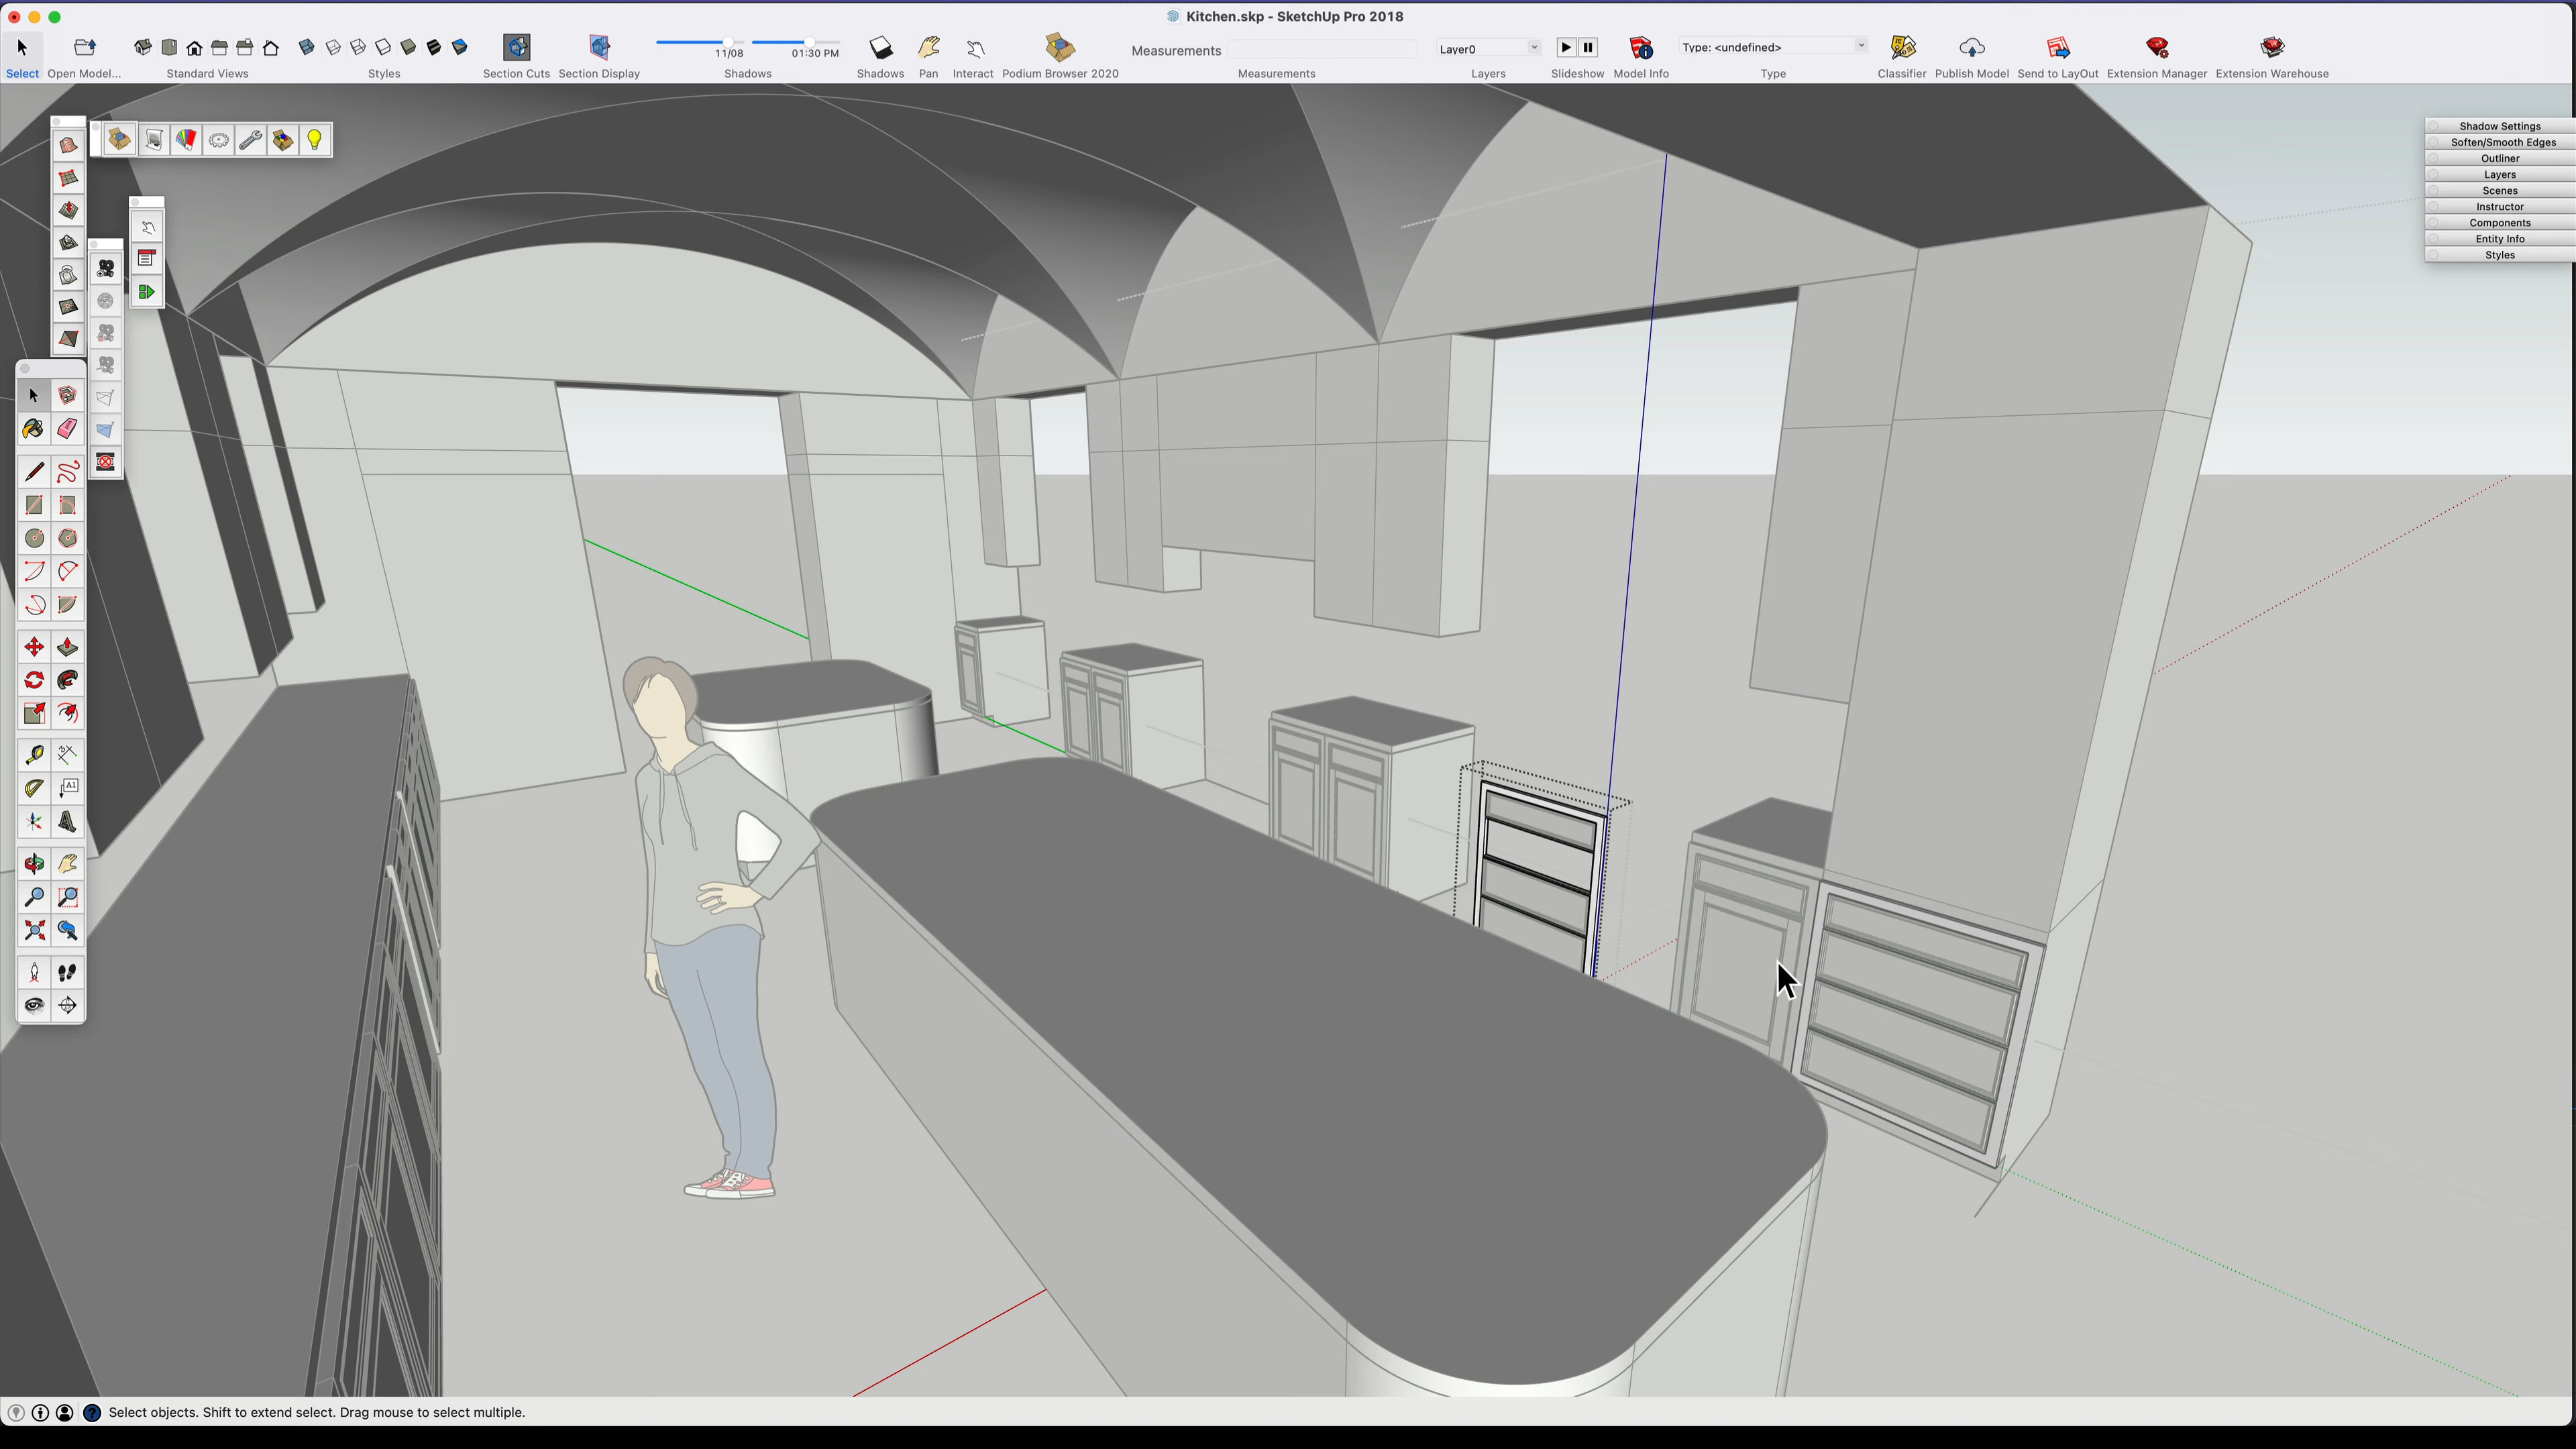 Kitchen.skp - SketchUp Pro 2018
11/08
01:30 PM
Measurements
Layer0
Type: <undefined>
Select
Open Model...
Standard Views
Styles
Section Cuts
Section Display
Shadows
Shadows
Pan
Interact
Podium Browser 2020
Measurements
Layers
Slideshow
Model Info
Type
Classifier
Publish Model
Send to LayOut
Extension Manager
Extension Warehouse
Shadow Settings
Soften/Smooth Edges
Outliner
Layers
Scenes
Instructor
Components
Entity Info
Styles
A1
Select objects. Shift to extend select. Drag mouse to select multiple.